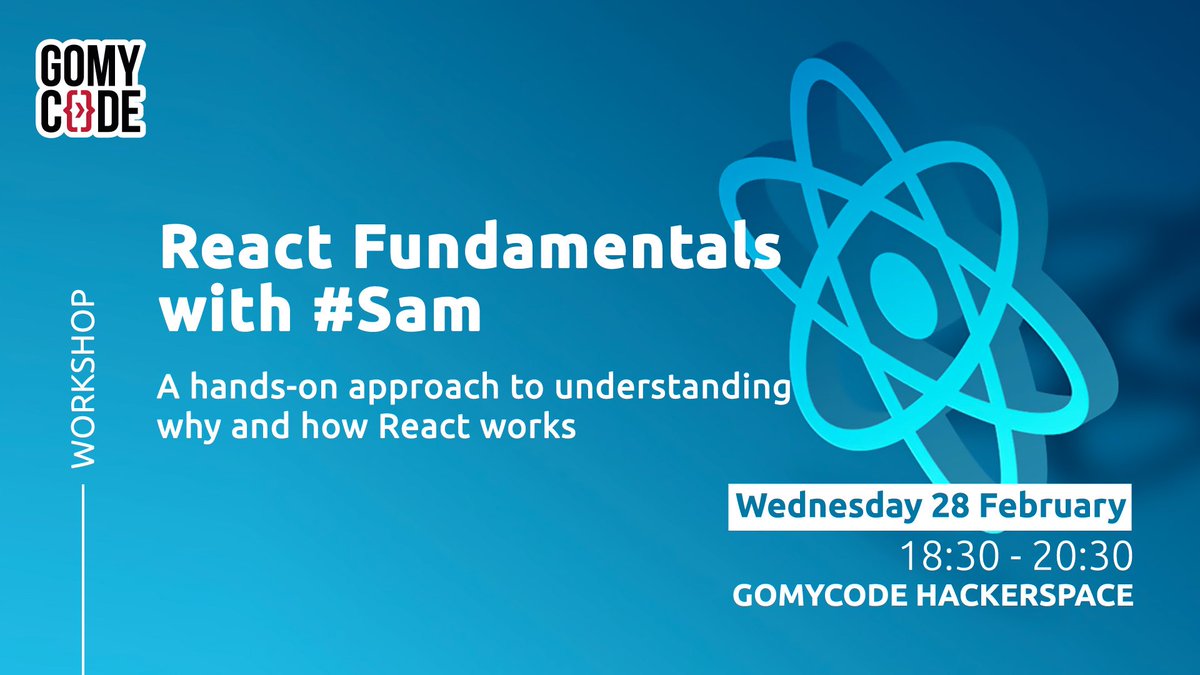 GOMY
C{>}DE
WORKSHOP
React Fundamentals
with #Sam
A hands-on approach to understanding
why and how React works
Wednesday 28 February
18:30 - 20:30
GOMYCODE HACKERSPACE